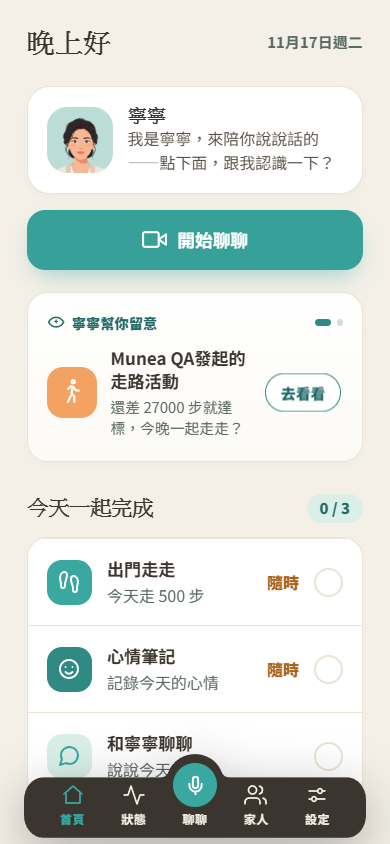 晚上好
11月17日週二
寧寧
我是寧寧，來陪你說說話的
——點下面，跟我認識一下？
開始聊聊
寧寧幫你留意
Munea QA發起的
走路活動
還差 27000 步就達
標，今晚一起走走？
去看看
今天一起完成
0 / 3
出門走走
今天走 500 步
隨時
心情筆記
記錄今天的心情
隨時
和寧寧聊聊
說說今天
首頁
狀態
聊聊
家人
設定